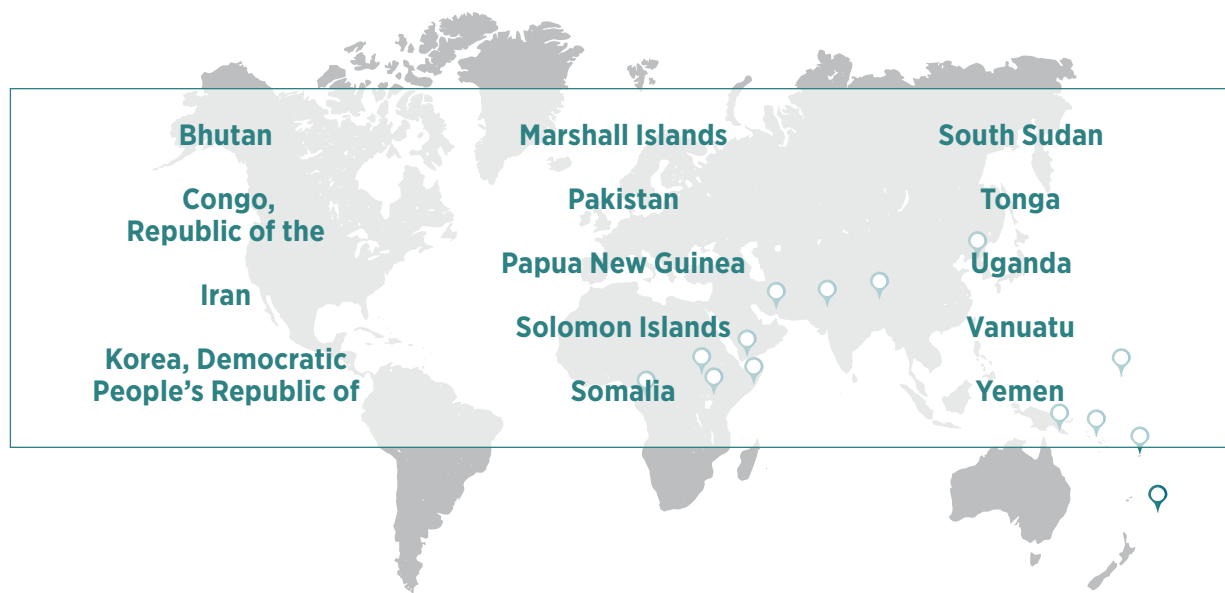 Bhutan
Congo,
Republic of the
Iran
Korea, Democratic
People’s Republic of
Marshall Islands
Pakistan
Papua New Guinea
Solomon Islands
Somalia
South Sudan
Tonga
Uganda
Vanuatu
Yemen